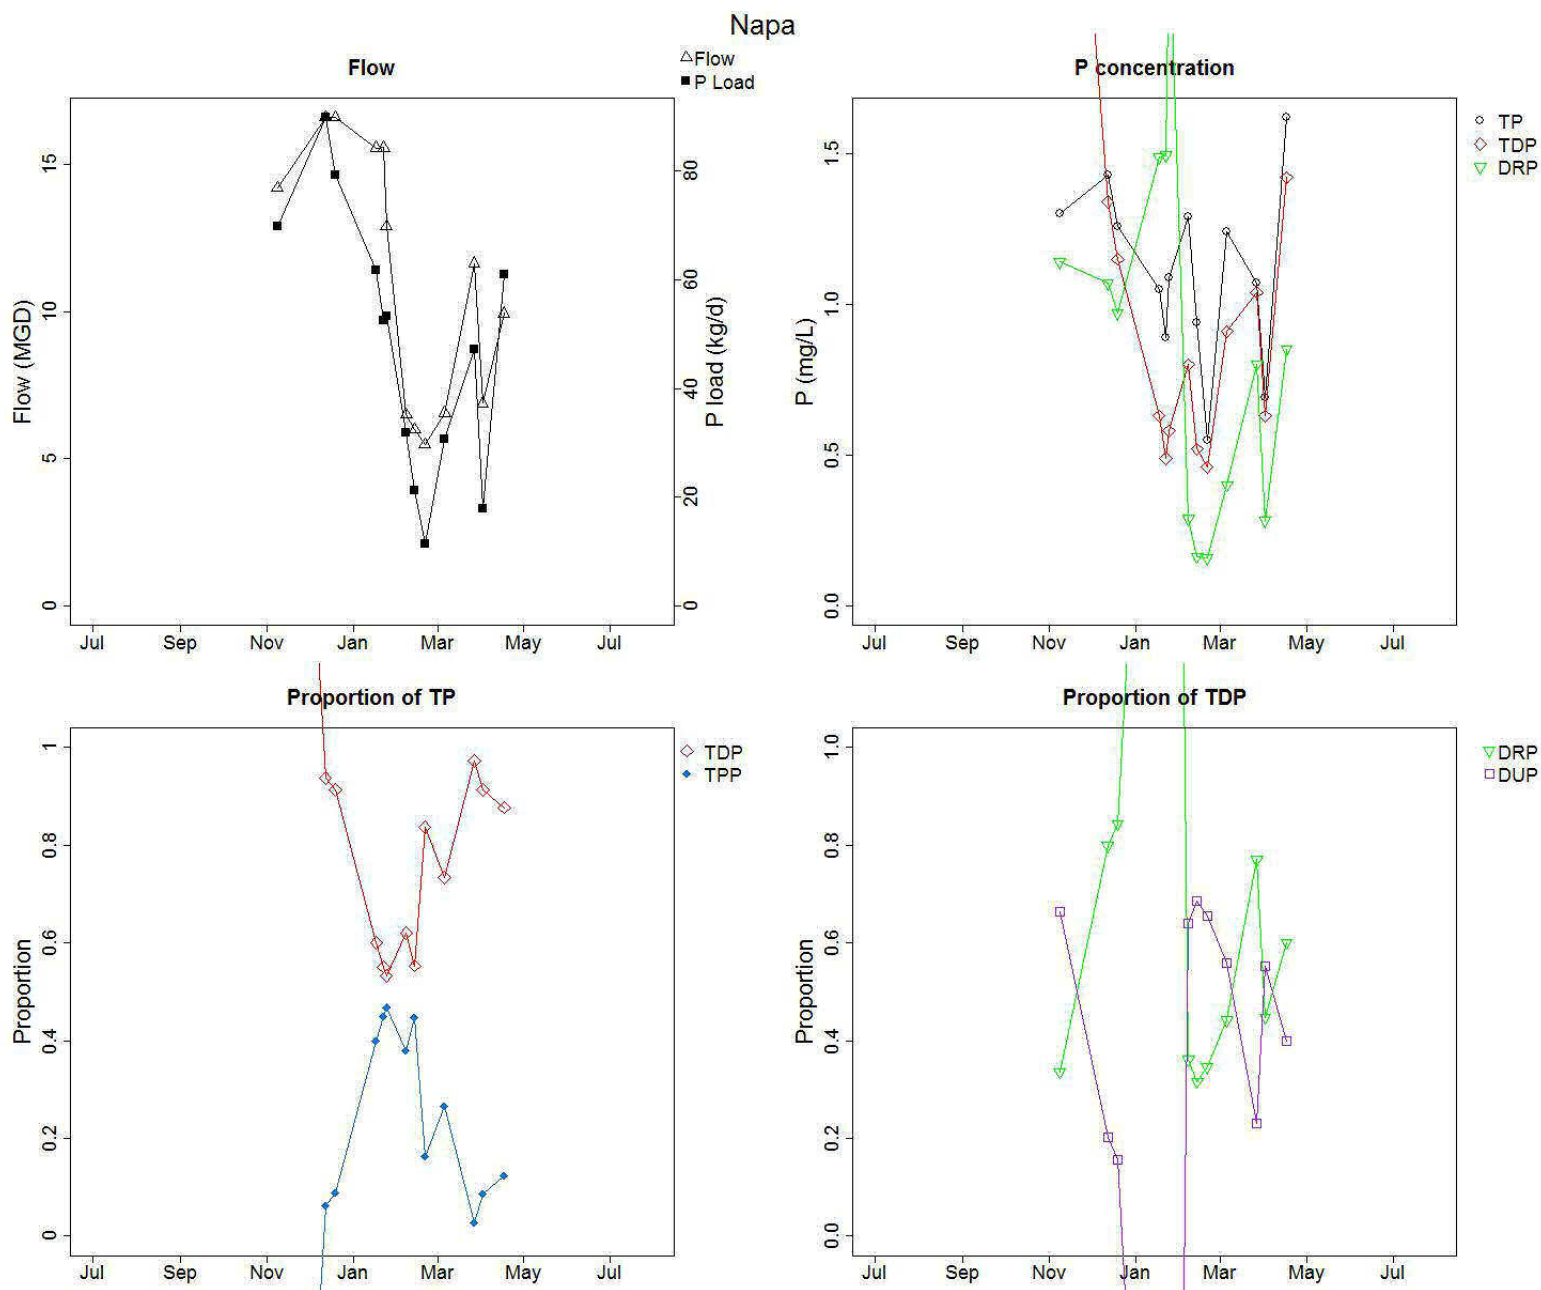 Napa
Flow
Flow
P Load
Flow (MGD)
0
5
10
15
P load (kg/d)
0
20
40
60
80
Jul Sep Nov Jan Mar May Jul
P concentration
TP
TDP
DRP
P (mg/L)
0.0
0.5
1.0
1.5
Jul Sep Nov Jan Mar May Jul
Proportion of TP
TDP
TPP
Proportion
0
0.2
0.4
0.6
0.8
1
Jul Sep Nov Jan Mar May Jul
Proportion of TDP
DRP
DUP
Proportion
0.0
0.2
0.4
0.6
0.8
1.0
Jul Sep Nov Jan Mar May Jul